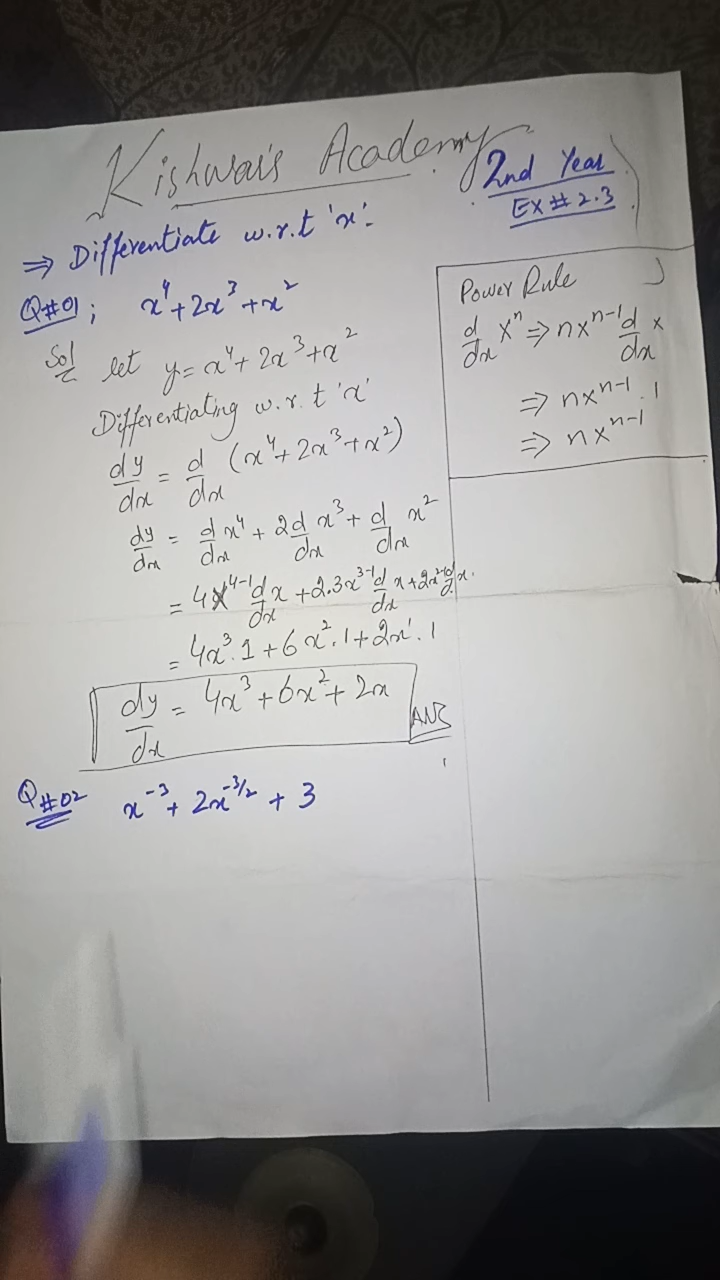 Kishwar's Academy
2nd Year
EX # 2.3
⇒ Differentiate w.r.t 'x'.
Q#01; x⁴+2x³+x²
Sol let y = x⁴+2x³+x²
Differentiating w.r.t 'x'
dy/dx = d/dx (x⁴+2x³+x²)
dy/dx = d/dx x⁴ + 2d/dx x³ + d/dx x²
= 4x⁴⁻¹ d/dx x + 2.3x³⁻¹ d/dx x + 2x²⁻¹ d/dx x.
= 4x³.1 + 6x².1 + 2x¹.1
dy/dx = 4x³+6x²+2x ANS
Q#02 x⁻³ + 2x⁻³/² + 3
Power Rule
d/dx xⁿ ⇒ nxⁿ⁻¹ d/dx x
⇒ nxⁿ⁻¹.1
⇒ nxⁿ⁻¹